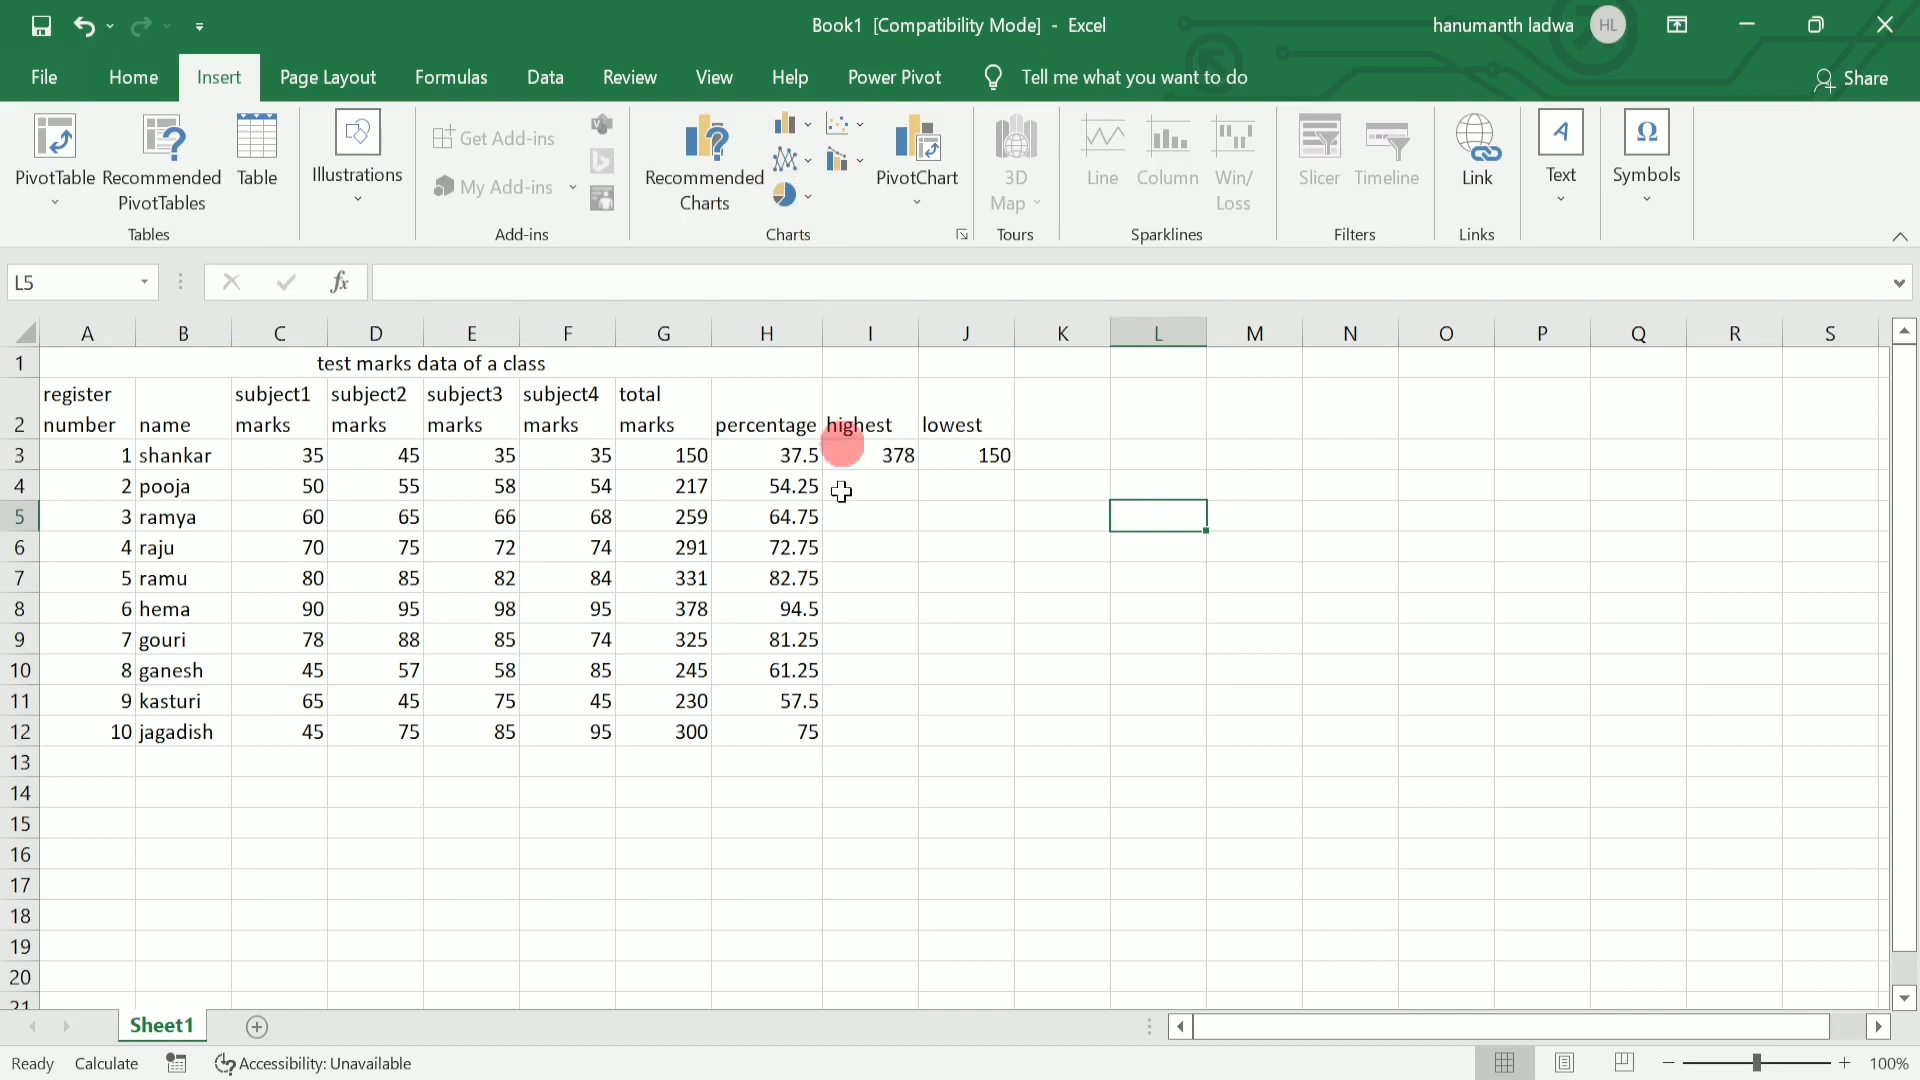 Book1 [Compatibility Mode] - Excel
hanumanth ladwa HL
File Home Insert Page Layout Formulas Data Review View Help Power Pivot Tell me what you want to do Share
PivotTable Recommended PivotTables Table
Tables
Illustrations
Get Add-ins
My Add-ins
Add-ins
Recommended Charts
PivotChart
Charts
3D Map
Tours
Line Column Win/Loss
Sparklines
Slicer Timeline
Filters
Link
Links
Text
Symbols
L5 fx
A B C D E F G H I J K L M N O P Q R S
1 test marks data of a class
2 register number name subject1 marks subject2 marks subject3 marks subject4 marks total marks percentage highest lowest
3 1 shankar 35 45 35 35 150 37.5 378 150
4 2 pooja 50 55 58 54 217 54.25
5 3 ramya 60 65 66 68 259 64.75
6 4 raju 70 75 72 74 291 72.75
7 5 ramu 80 85 82 84 331 82.75
8 6 hema 90 95 98 95 378 94.5
9 7 gouri 78 88 85 74 325 81.25
10 8 ganesh 45 57 58 85 245 61.25
11 9 kasturi 65 45 75 45 230 57.5
12 10 jagadish 45 75 85 95 300 75
13
14
15
16
17
18
19
20
21
Sheet1
Ready Calculate Accessibility: Unavailable 100%